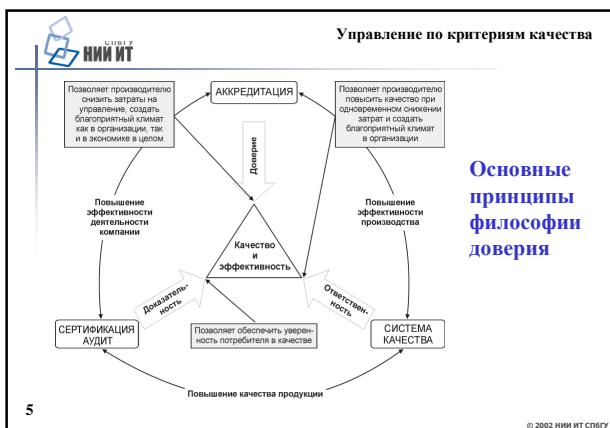 СПбГУ
НИИ ИТ
Управление по критериям качества
Позволяет производителю
снизить затраты на
управление, создать
благоприятный климат
как в организации, так
и в экономике в целом
АККРЕДИТАЦИЯ
Позволяет производителю
повысить качество при
одновременном снижении
затрат и создать
благоприятный климат
в организации
Доверие
Основные
принципы
философии
доверия
Повышение
эффективности
деятельности
компании
Повышение
эффективности
производства
Качество
и
эффективность
Доказатель-
ность
Ответствен-
ность
СЕРТИФИКАЦИЯ
АУДИТ
Позволяет обеспечить уверен-
ность потребителя в качестве
СИСТЕМА
КАЧЕСТВА
Повышение качества продукции
5
© 2002 НИИ ИТ СПбГУ